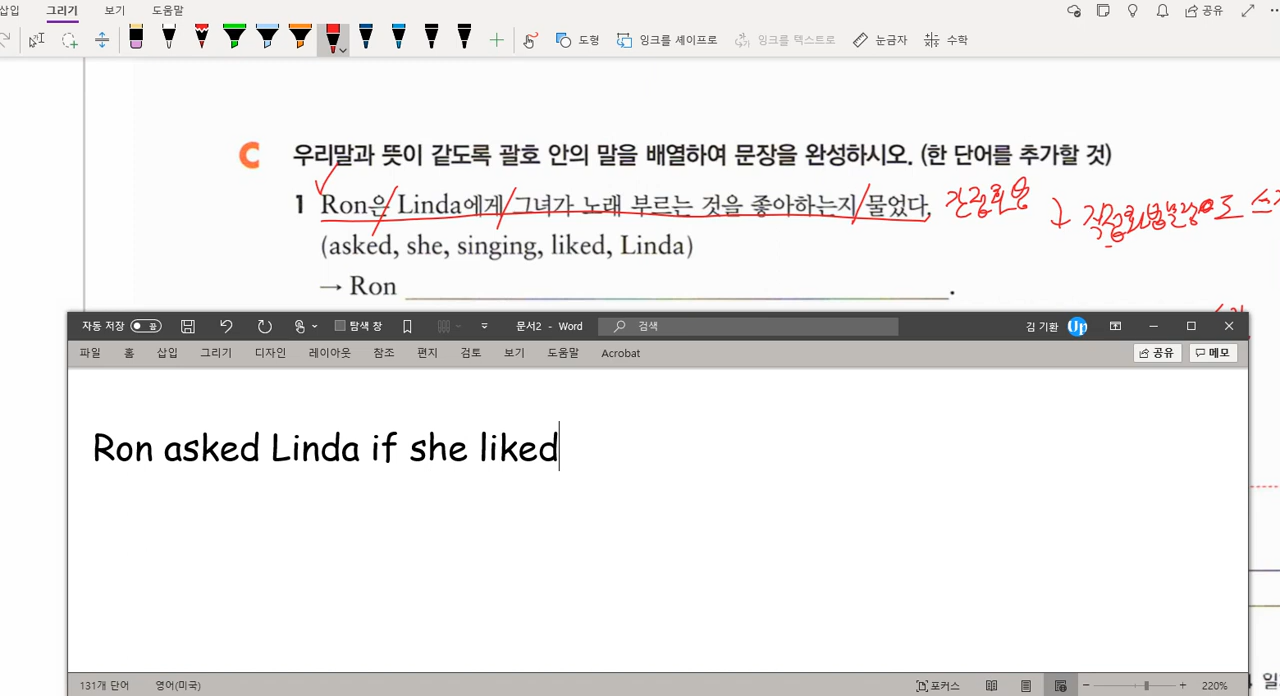 삽입 그리기 보기 도움말
공유
도형 잉크를 셰이프로 잉크를 텍스트로 눈금자 수학
C 우리말과 뜻이 같도록 괄호 안의 말을 배열하여 문장을 완성하시오. (한 단어를 추가할 것)
1 Ron은 Linda에게 그녀가 노래 부르는 것을 좋아하는지 물었다. 간접화법
(asked, she, singing, liked, Linda)
→ Ron ______.
자동 저장 끔 탐색 창 문서2 - Word 검색 김 기환 Up
파일 홈 삽입 그리기 디자인 레이아웃 참조 편지 검토 보기 도움말 Acrobat 공유 메모
Ron asked Linda if she liked
131개 단어 영어(미국) 포커스 220%